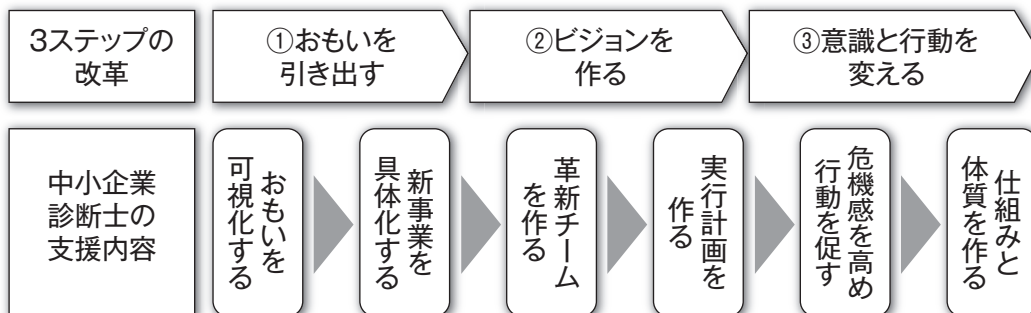 3ステップの
改革
①おもいを
引き出す
②ビジョンを
作る
③意識と行動を
変える
中小企業
診断士の
支援内容
おもいを
可視化する
新事業を
具体化する
革新チーム
を作る
実行計画を
作る
危機感を高め
行動を促す
仕組みと
体質を作る